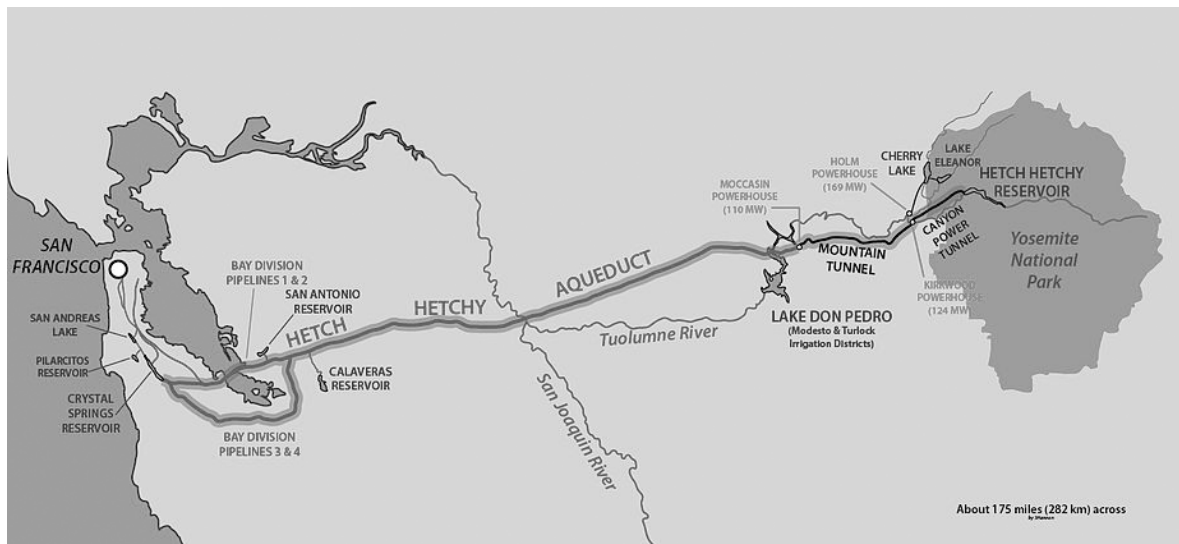 SAN
FRANCISCO
SAN ANDREAS
LAKE
PILARCITOS
RESERVOIR
CRYSTAL
SPRINGS
RESERVOIR
BAY DIVISION
PIPELINES 1 & 2
SAN ANTONIO
RESERVOIR
BAY DIVISION
PIPELINES 3 & 4
CALAVERAS
RESERVOIR
HETCH
HETCHY
AQUEDUCT
Tuolumne River
San Joaquin River
MOCCASIN
POWERHOUSE
(110 MW)
LAKE DON PEDRO
(Modesto & Turlock
Irrigation Districts)
MOUNTAIN
TUNNEL
HOLM
POWERHOUSE
(169 MW)
CHERRY
LAKE
LAKE
ELEANOR
HETCH HETCHY
RESERVOIR
CANYON
POWER
TUNNEL
KIRKWOOD
POWERHOUSE
(124 MW)
Yosemite
National
Park
About 175 miles (282 km) across